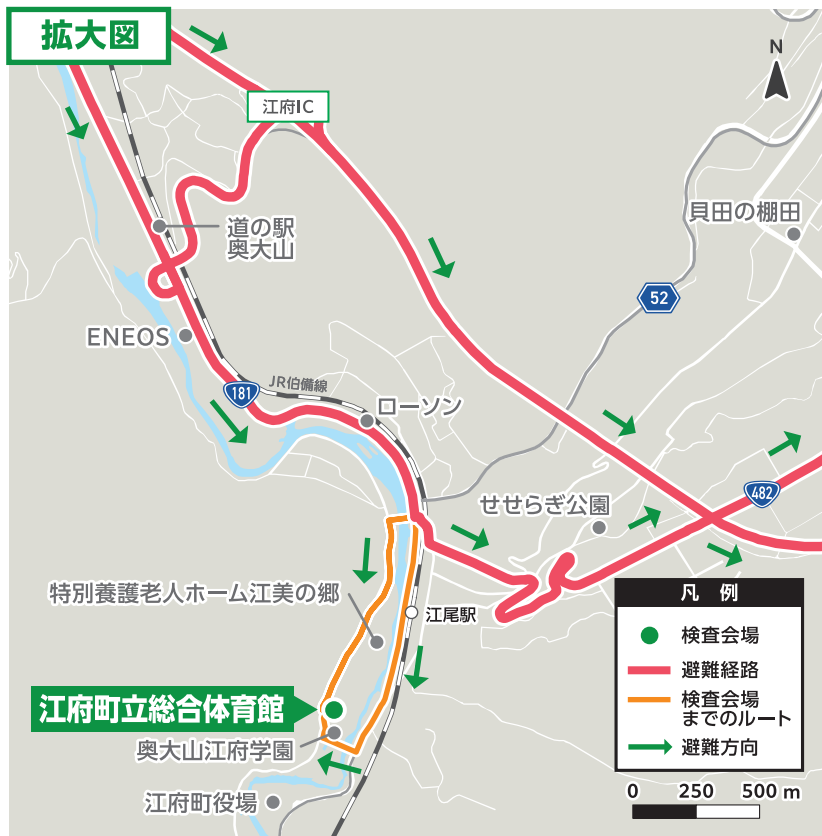 拡大図
N
江府IC
道の駅
奥大山
貝田の棚田
52
ENEOS
181
JR伯備線
ローソン
482
せせらぎ公園
特別養護老人ホーム江美の郷
江尾駅
江府町立総合体育館
奥大山江府学園
江府町役場
凡 例
検査会場
避難経路
検査会場
までのルート
避難方向
0 250 500 m